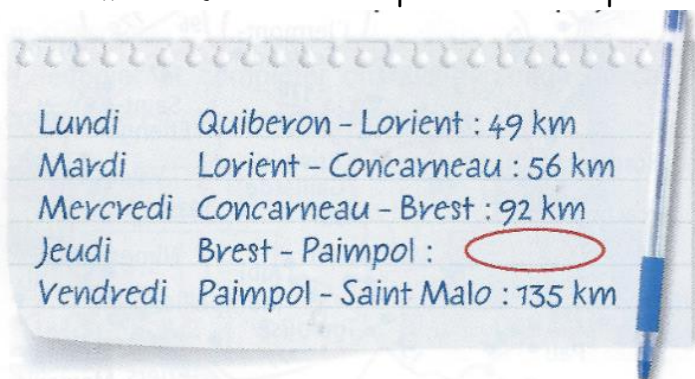 Lundi Quiberon - Lorient : 49 km
Mardi Lorient - Concarneau : 56 km
Mercredi Concarneau - Brest : 92 km
Jeudi Brest - Paimpol :
Vendredi Paimpol - Saint Malo : 135 km